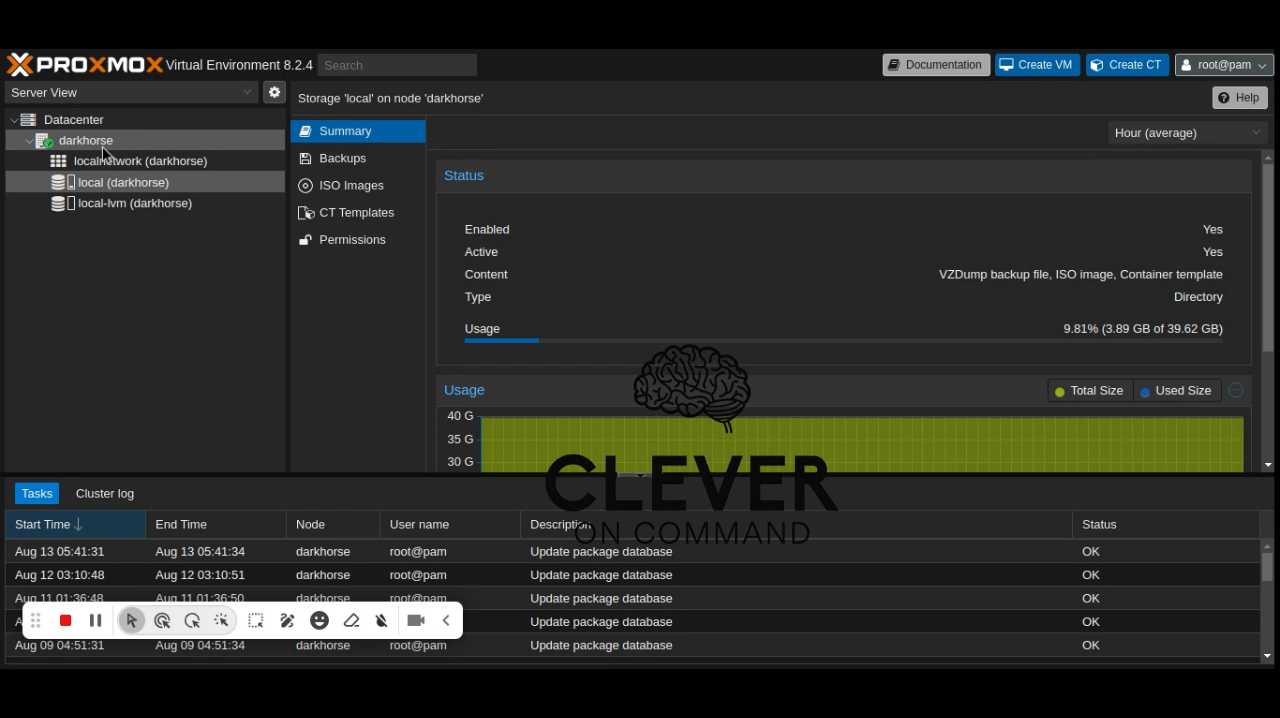 PROXMOX Virtual Environment 8.2.4 Search Documentation Create VM Create CT root@pam
Server View
Storage 'local' on node 'darkhorse' Help
Datacenter
darkhorse
localnetwork (darkhorse)
local (darkhorse)
local-lvm (darkhorse)
Summary
Backups
ISO Images
CT Templates
Permissions
Hour (average)
Status
Enabled Yes
Active Yes
Content VZDump backup file, ISO image, Container template
Type Directory
Usage 9.81% (3.89 GB of 39.62 GB)
Usage Total Size Used Size
40 G
35 G
30 G
CLEVER
ON COMMAND
Tasks Cluster log
Start Time End Time Node User name Description Status
Aug 13 05:41:31 Aug 13 05:41:34 darkhorse root@pam Update package database OK
Aug 12 03:10:48 Aug 12 03:10:51 darkhorse root@pam Update package database OK
Aug 11 01:36:48 Aug 11 01:36:50 darkhorse root@pam Update package database OK
Update package database OK
Aug 09 04:51:31 Aug 09 04:51:34 darkhorse root@pam Update package database OK